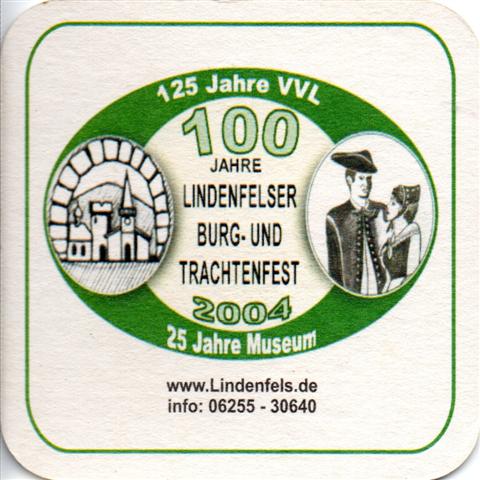 125 Jahre VVL
100
JAHRE
LINDENFELSER
BURG- UND
TRACHTENFEST
2004
25 Jahre Museum
www.Lindenfels.de
info: 06255 - 30640